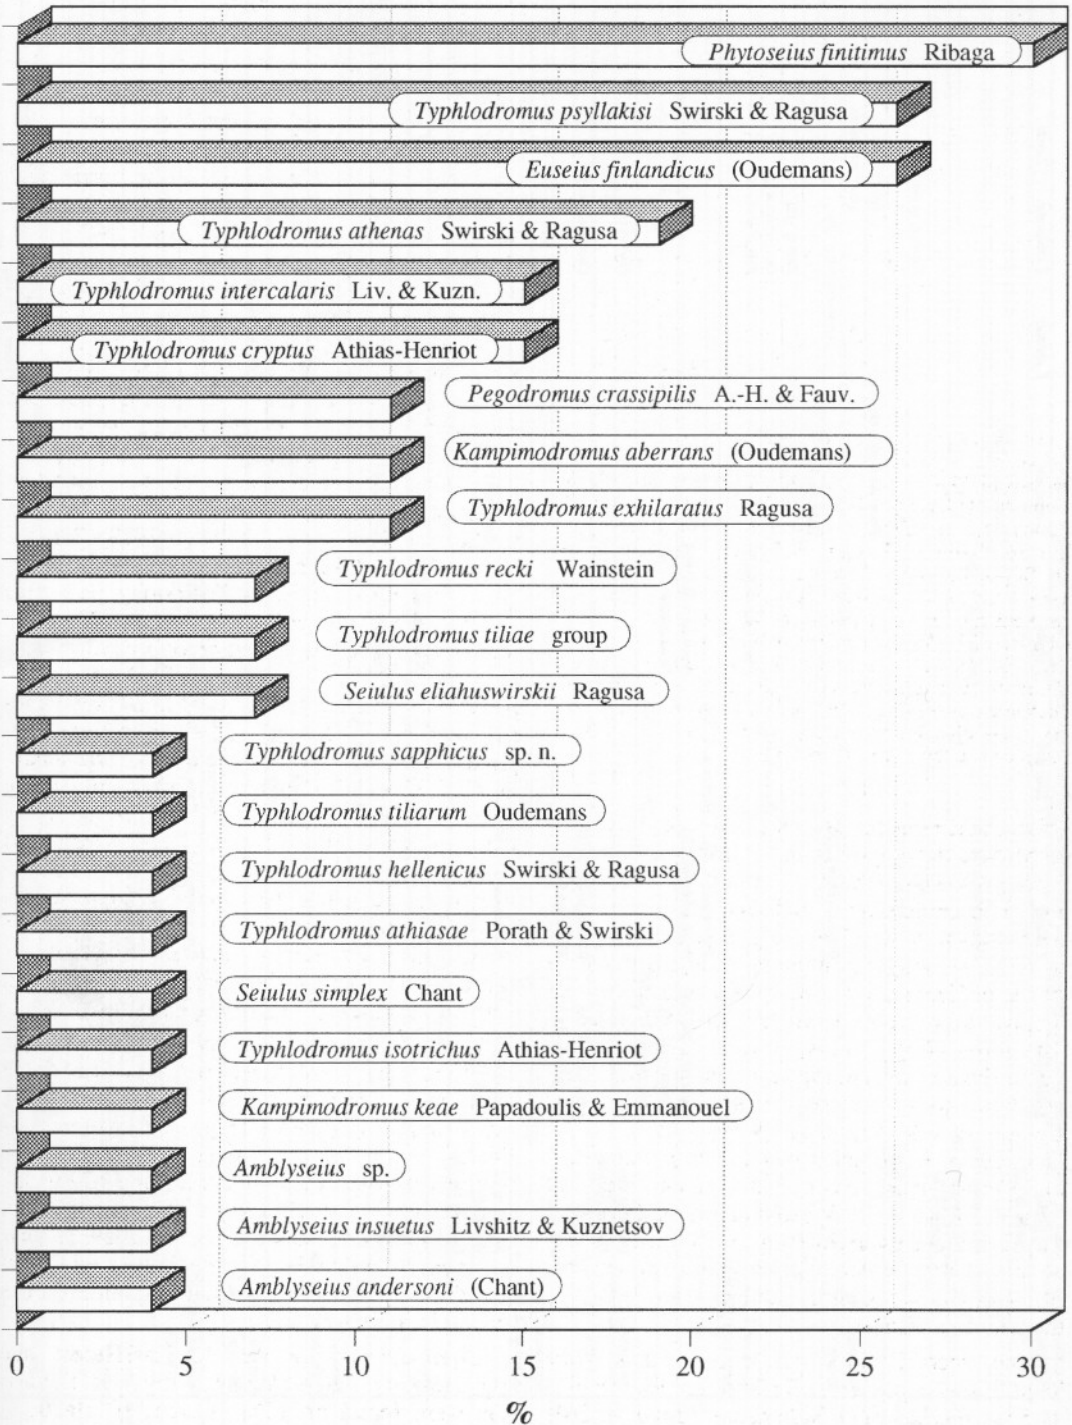 Phytoseius finitimus Ribaga
Typhlodromus psyllakisi Swirski & Ragusa
Euseius finlandicus (Oudemans)
Typhlodromus athenas Swirski & Ragusa
Typhlodromus intercalaris Liv. & Kuzn.
Typhlodromus cryptus Athias-Henriot
Pegodromus crassipilis A.-H. & Fauv.
Kampimodromus aberrans (Oudemans)
Typhlodromus exhilaratus Ragusa
Typhlodromus recki Wainstein
Typhlodromus tiliae group
Seiulus eliahuswirskii Ragusa
Typhlodromus sapphicus sp. n.
Typhlodromus tiliarum Oudemans
Typhlodromus hellenicus Swirski & Ragusa
Typhlodromus athiasae Porath & Swirski
Seiulus simplex Chant
Typhlodromus isotrichus Athias-Henriot
Kampimodromus keae Papadoulis & Emmanouel
Amblyseius sp.
Amblyseius insuetus Livshitz & Kuznetsov
Amblyseius andersoni (Chant)
0 5 10 15 20 25 30
%